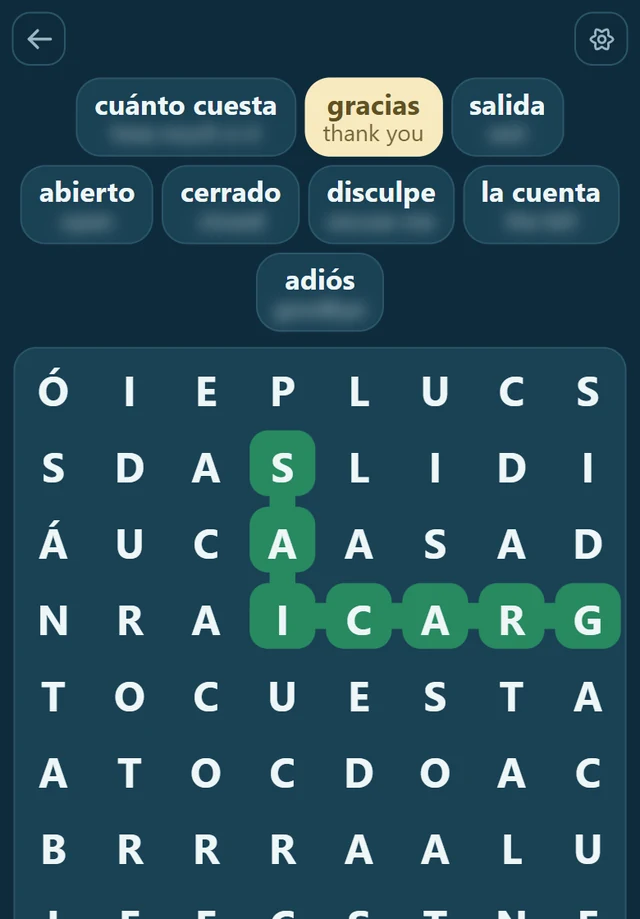 cuánto cuesta
gracias
thank you
salida
abierto
cerrado
disculpe
la cuenta
adiós
Ó I E P L U C S
S D A S L I D I
Á U C A A S A D
N R A I C A R G
T O C U E S T A
A T O C D O A C
B R R R A A L U